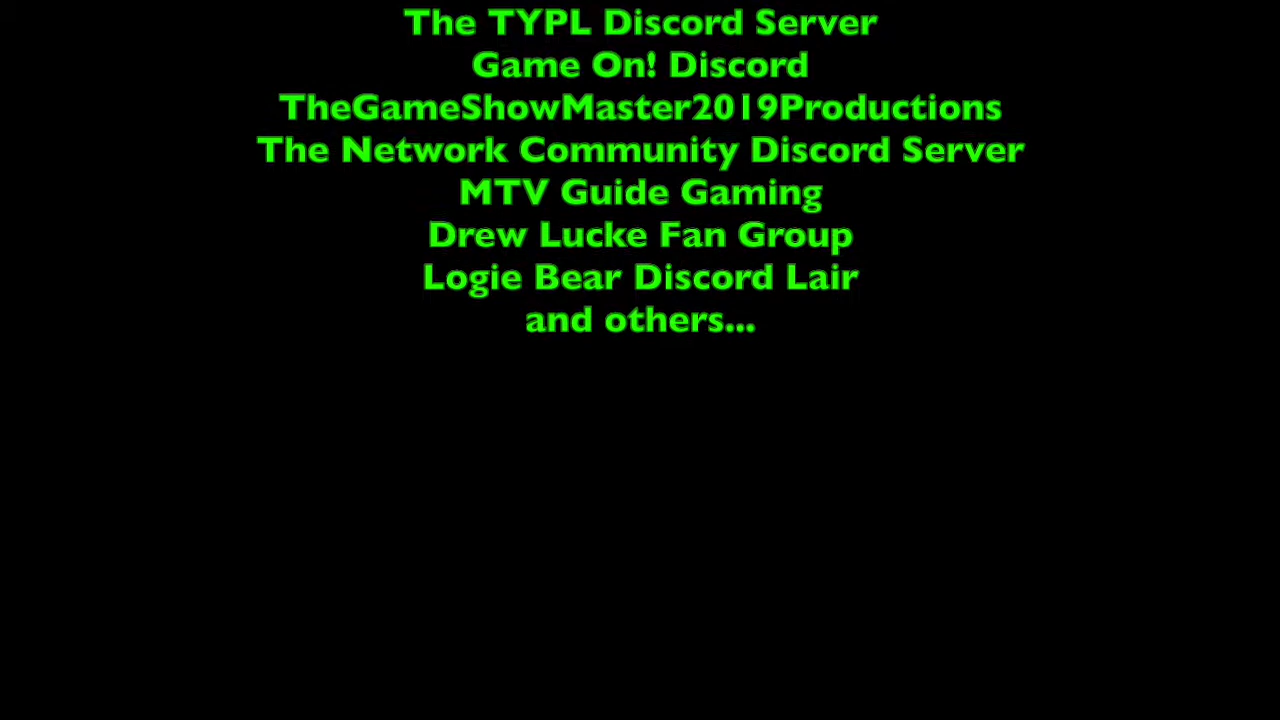 The TYPL Discord Server
Game On! Discord
TheGameShowMaster2019Productions
The Network Community Discord Server
MTV Guide Gaming
Drew Lucke Fan Group
Logie Bear Discord Lair
and others...